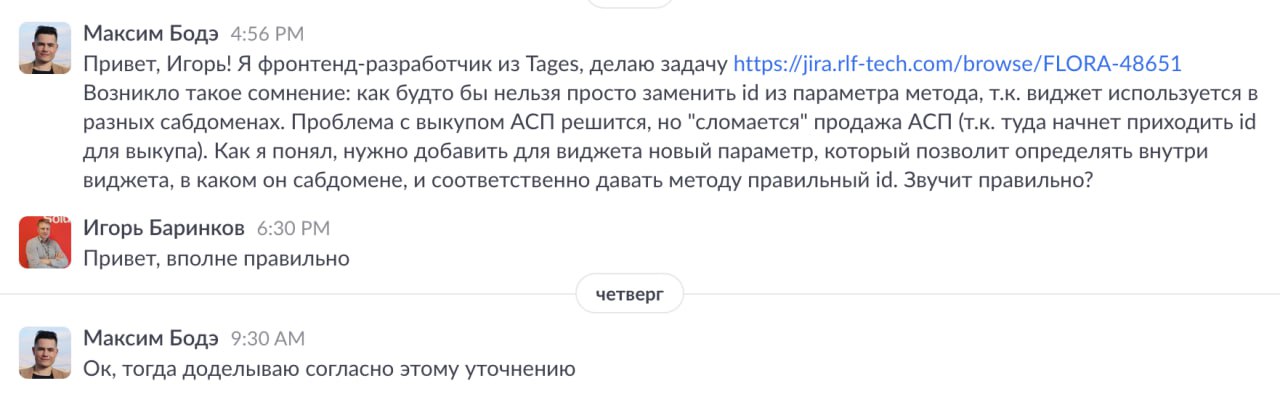 Максим Бодэ 4:56 PM
Привет, Игорь! Я фронтенд-разработчик из Tages, делаю задачу https://jira.rlf-tech.com/browse/FLORA-48651
Возникло такое сомнение: как будто бы нельзя просто заменить id из параметра метода, т.к. виджет используется в
разных сабдоменах. Проблема с выкупом АСП решится, но "сломается" продажа АСП (т.к. туда начнет приходить id
для выкупа). Как я понял, нужно добавить для виджета новый параметр, который позволит определять внутри
виджета, в каком он сабдомене, и соответственно давать методу правильный id. Звучит правильно?
Игорь Баринков 6:30 PM
Привет, вполне правильно
четверг
Максим Бодэ 9:30 AM
Ок, тогда доделываю согласно этому уточнению